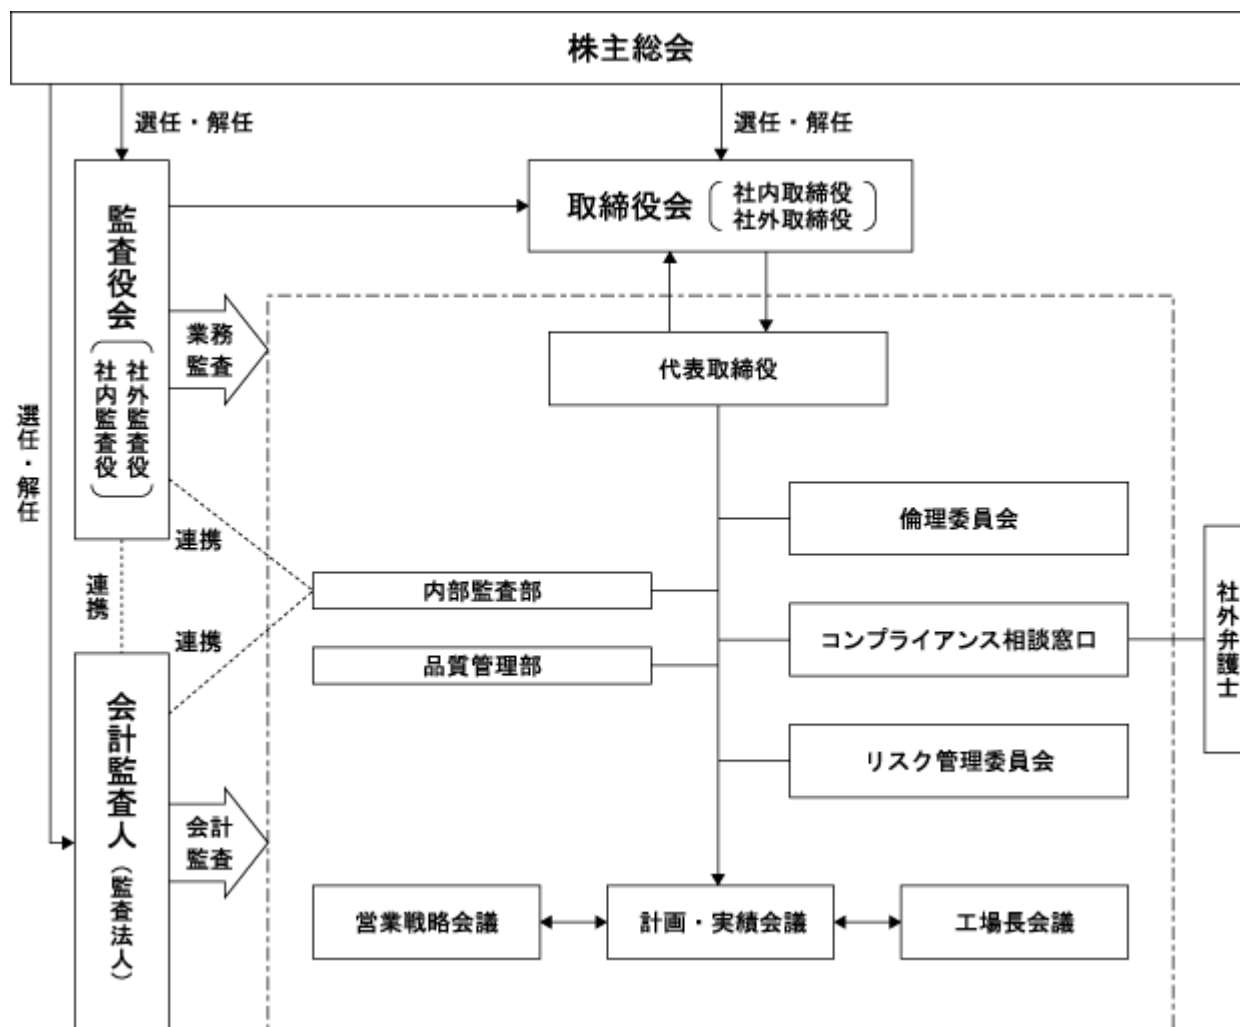 株主総会
選任・解任
選任・解任
選任・解任
監査役会
社外監査役
社内監査役
取締役会
社内取締役
社外取締役
業務
監査
代表取締役
倫理委員会
連携
連携
連携
内部監査部
コンプライアンス相談窓口
社外弁護士
品質管理部
リスク管理委員会
会計監査人
（監査法人）
会計
監査
営業戦略会議
計画・実績会議
工場長会議